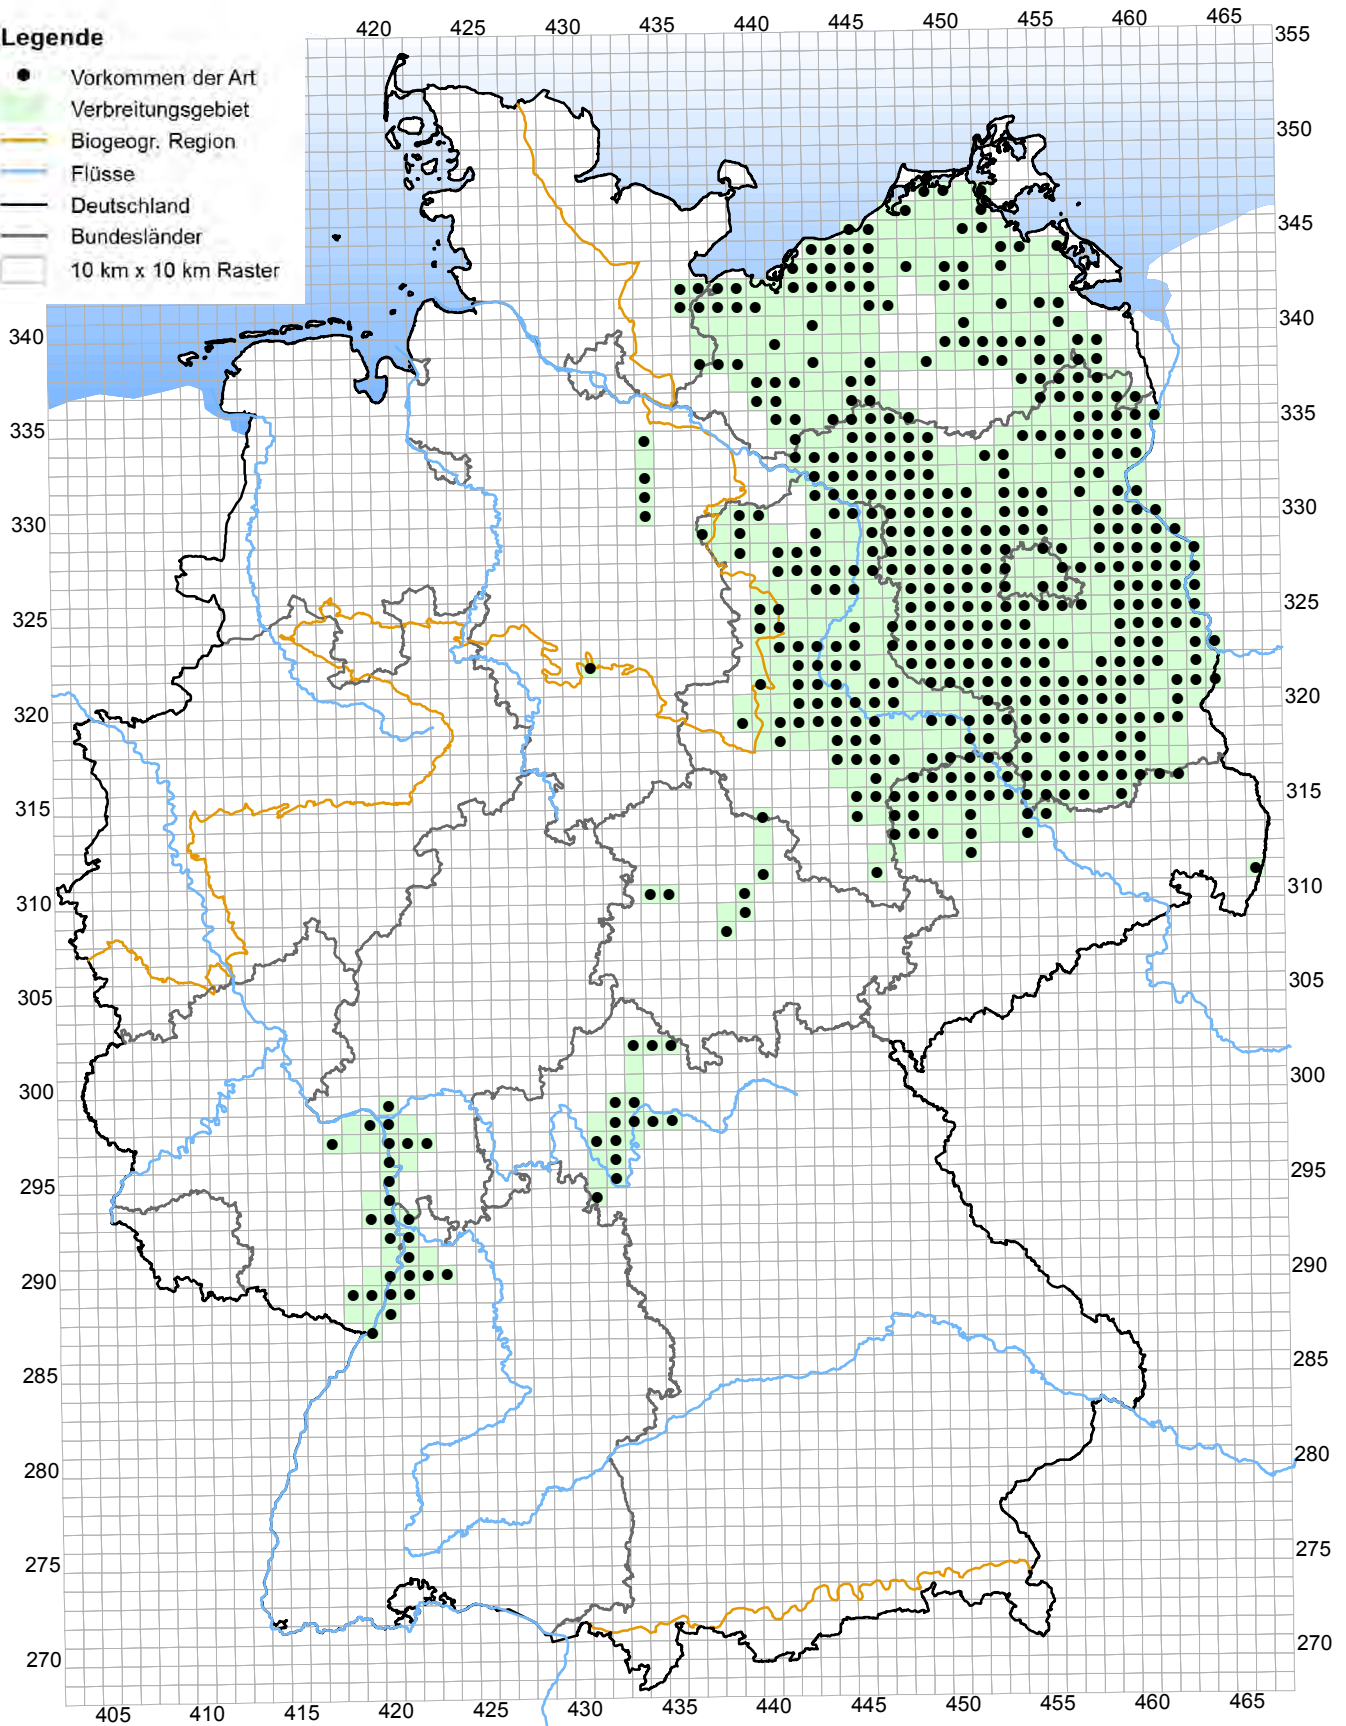 420 425 430 435 440 445 450 455 460 465
355
Legende
Vorkommen der Art
Verbreitungsgebiet
Biogeogr. Region
Flüsse
Deutschland
Bundesländer
10 km x 10 km Raster
350
345
340 340
335 335
330 330
325 325
320 320
315 315
310 310
305 305
300 300
295 295
290 290
285 285
280 280
275 275
270 270
405 410 415 420 425 430 435 440 445 450 455 460 465